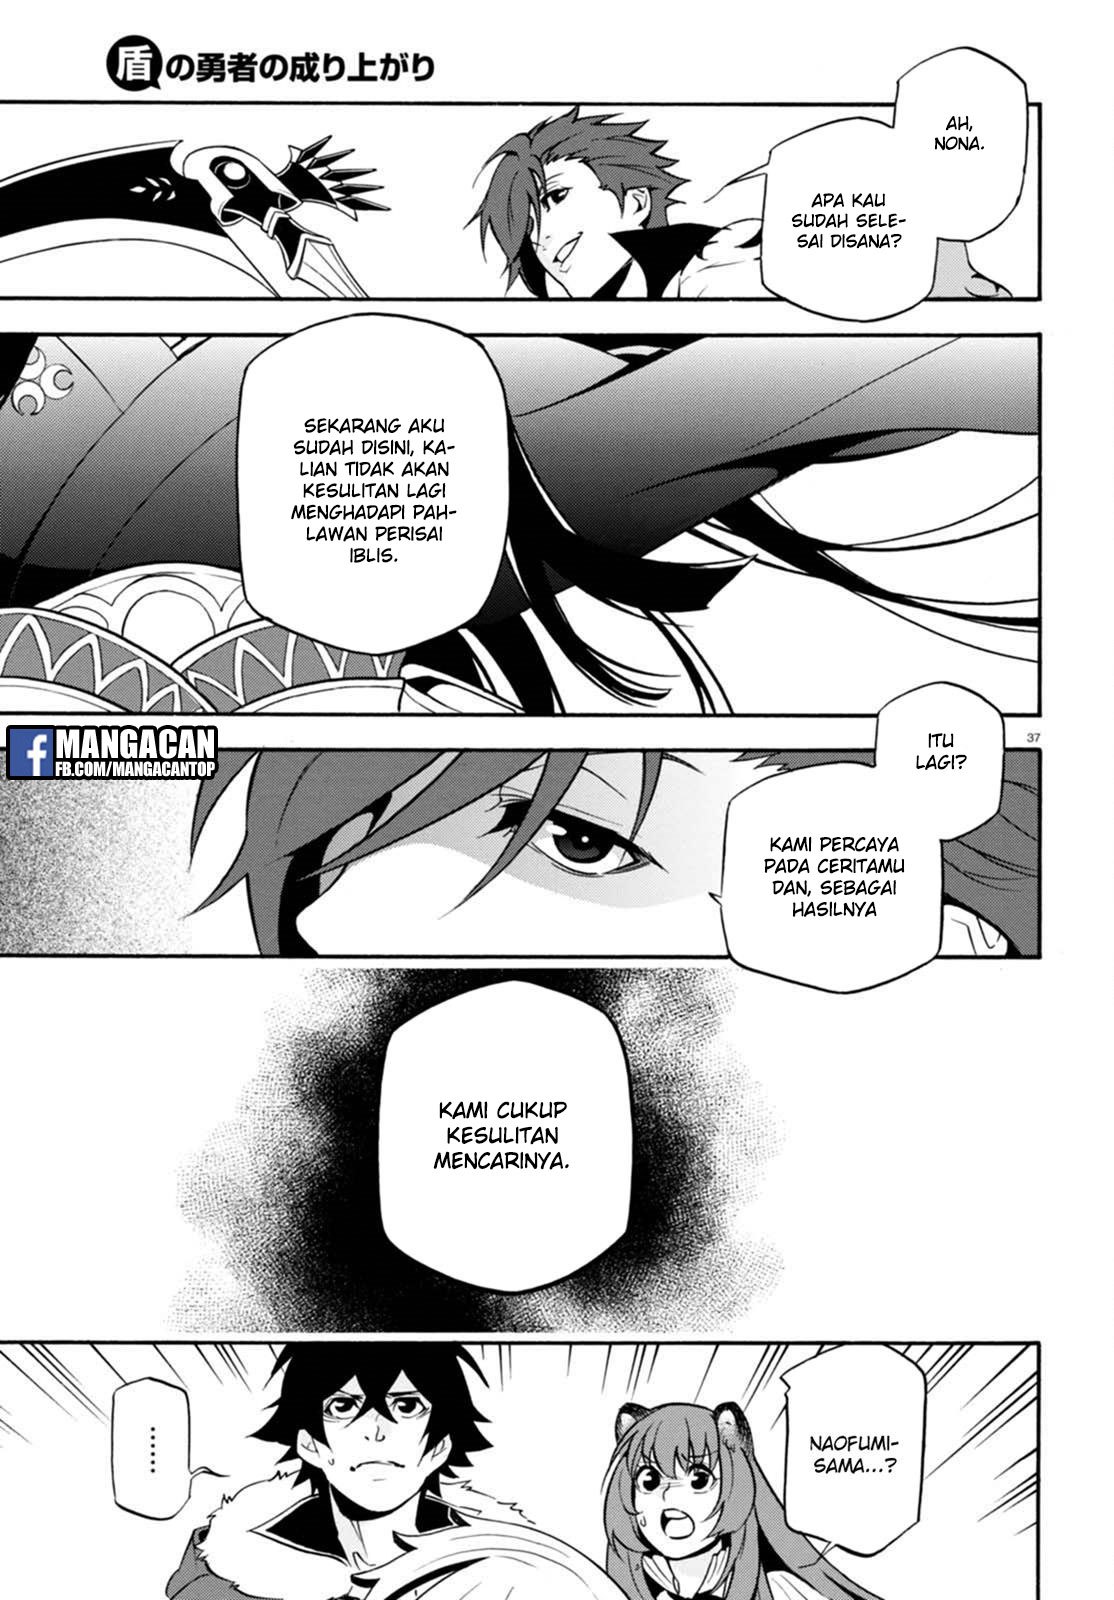 盾の勇者の成り上がり
AH,
NONA.
APA KAU
SUDAH SELE-
SAI DISANA?
SEKARANG AKU
SUDAH DISINI, KA-
LIAN TIDAK AKAN
KESULITAN LAGI
MENGHADAPI PAH-
LAWAN PERISAI
IBLIS.
MANGACAN
FB.COM/MANGACANTOP
37
ITU
LAGI?
KAMI PERCAYA
PADA CERITAMU
DAN, SEBAGAI
HASILNYA
KAMI CUKUP
KESULITAN
MENCARINYA.
NAOFUMI-
SAMA...?
........